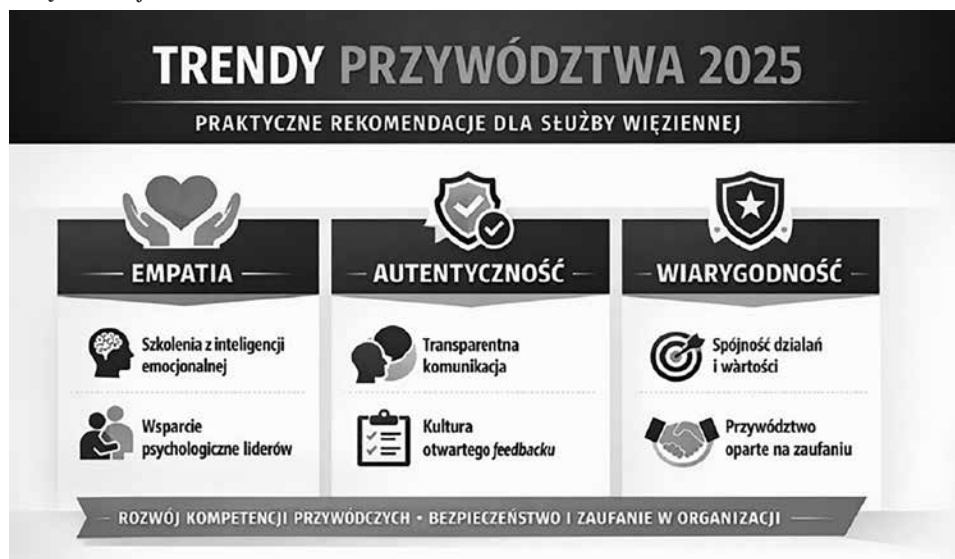 TRENDY PRZYWÓDZTWA 2025
PRAKTYCZNE REKOMENDACJE DLA SŁUŻBY WIĘZIENNEJ
EMPATIA
Szkolenia z inteligencji
emocjonalnej
Wsparcie
psychologiczne liderów
AUTENTYCZNOŚĆ
Transparentna
komunikacja
Kultura
otwartego feedbacku
WIARYGODNOŚĆ
Spójność dzialań
i wàrtości
Przywództwo
oparte na zaufaniu
ROZWÓJ KOMPETENCJI PRZYWÓDCZYCH • BEZPIECZEŃSTWO I ZAUFANIE W ORGANIZACJI